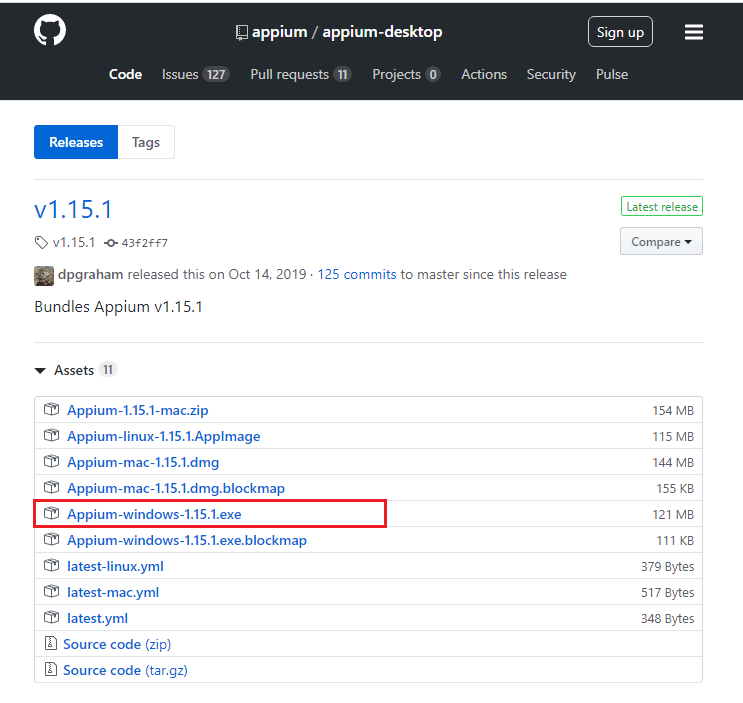 appium / appium-desktop
Sign up
Code Issues 127 Pull requests 11 Projects 0 Actions Security Pulse
Releases Tags
v1.15.1
Latest release
v1.15.1 43f2ff7
Compare
dpgraham released this on Oct 14, 2019 · 125 commits to master since this release
Bundles Appium v1.15.1
Assets 11
Appium-1.15.1-mac.zip 154 MB
Appium-linux-1.15.1.AppImage 115 MB
Appium-mac-1.15.1.dmg 144 MB
Appium-mac-1.15.1.dmg.blockmap 155 KB
Appium-windows-1.15.1.exe 121 MB
Appium-windows-1.15.1.exe.blockmap 111 KB
latest-linux.yml 379 Bytes
latest-mac.yml 517 Bytes
latest.yml 348 Bytes
Source code (zip)
Source code (tar.gz)